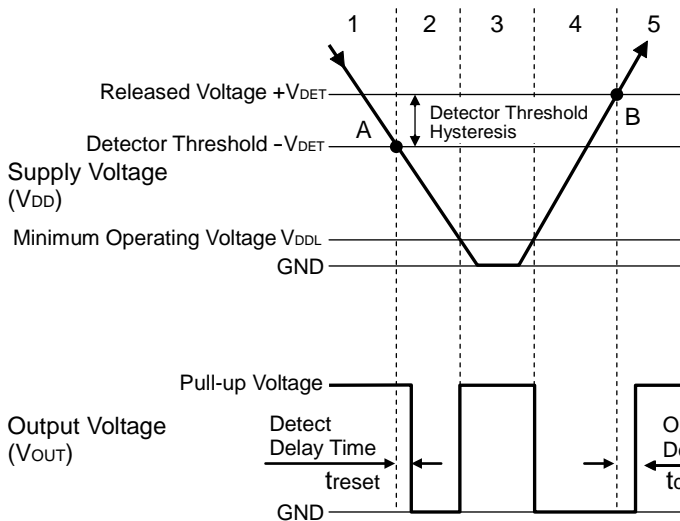 1 2 3 4 5
Released Voltage +VDET
Detector Threshold
Hysteresis
A
B
Detector Threshold −VDET
Supply Voltage
(VDD)
Minimum Operating Voltage VDDL
GND
Pull-up Voltage
Output Voltage
(VOUT)
Detect
Delay Time
treset
GND